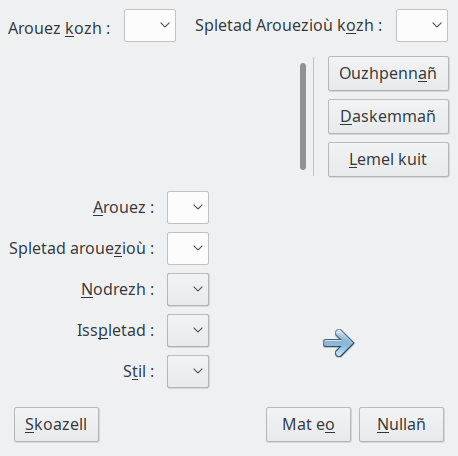 Arouez kozh :
Spletad Arouezioù kozh :
Ouzhpennañ
Daskemmañ
Lemel kuit
Arouez :
Spletad arouezioù :
Nodrezh :
Isspletad :
Stil :
Skoazell
Mat eo
Nullañ